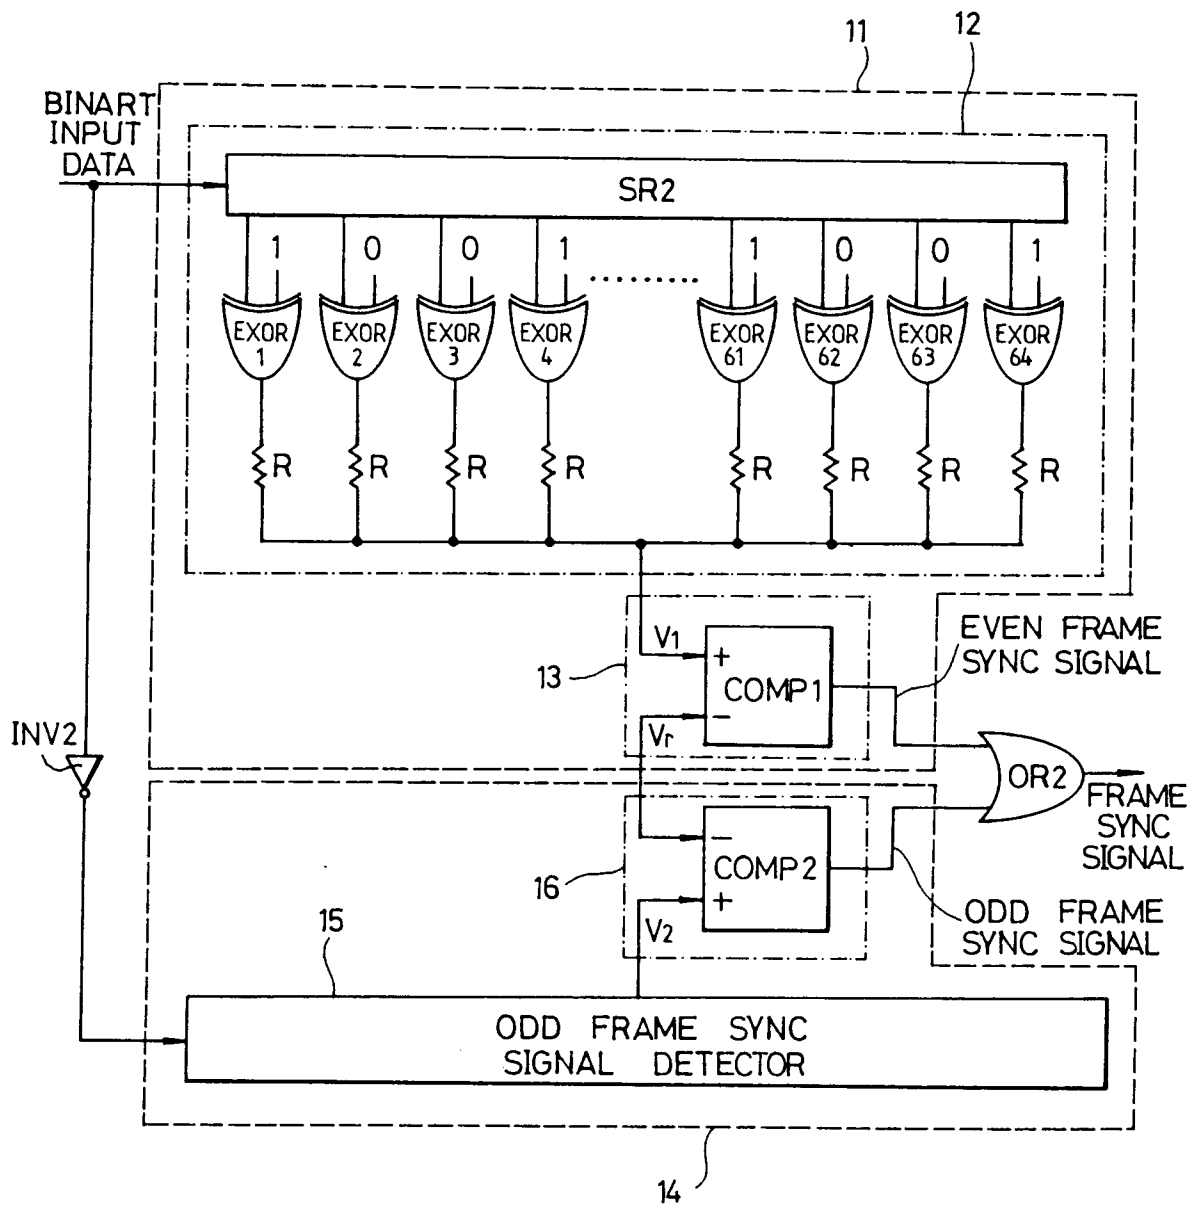 11
12
BINART
INPUT
DATA
SR2
1 0 0 1 ........ 1 0 0 1
EXOR 1
EXOR 2
EXOR 3
EXOR 4
EXOR 61
EXOR 62
EXOR 63
EXOR 64
R R R R R R R R
13
V1
+
COMP1
−
Vr
EVEN FRAME
SYNC SIGNAL
INV2
OR2
FRAME
SYNC
SIGNAL
16
−
COMP2
+
V2
ODD FRAME
SYNC SIGNAL
15
ODD FRAME SYNC
SIGNAL DETECTOR
14